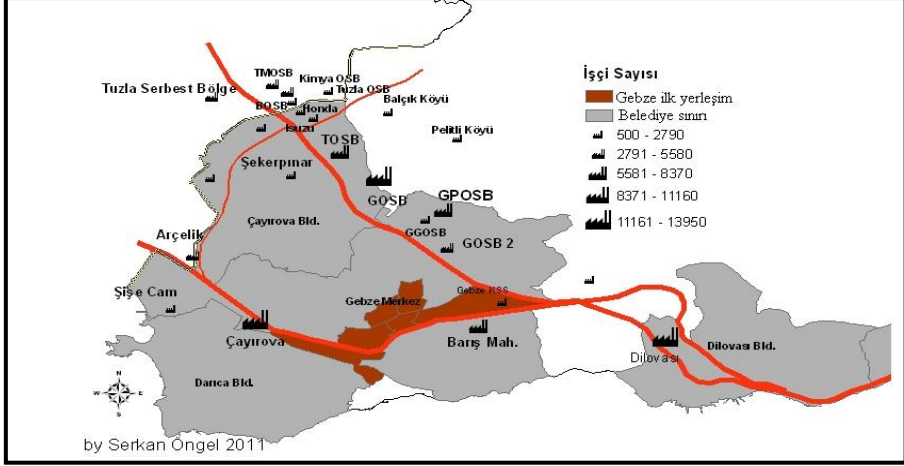 TMOSB
Kimya OSB
Tuzla Serbest Bölge
Tuzla OSB
BOSB
Honda
Balçık Köyü
Isuzu
Pelitli Köyü
TOSB
Şekerpınar
GOSB
GPOSB
Çayırova Bld.
GGOSB
GOSB 2
Arçelik
Şişe Cam
Gebze Merkez
Gebze KSS
Çayırova
Barış Mah.
Dilovası
Dilovası Bld.
Darıca Bld.
İşçi Sayısı
Gebze ilk yerleşim
Belediye sınırı
500 - 2790
2791 - 5580
5581 - 8370
8371 - 11160
11161 - 13950
N
W E
S
by Serkan Öngel 2011